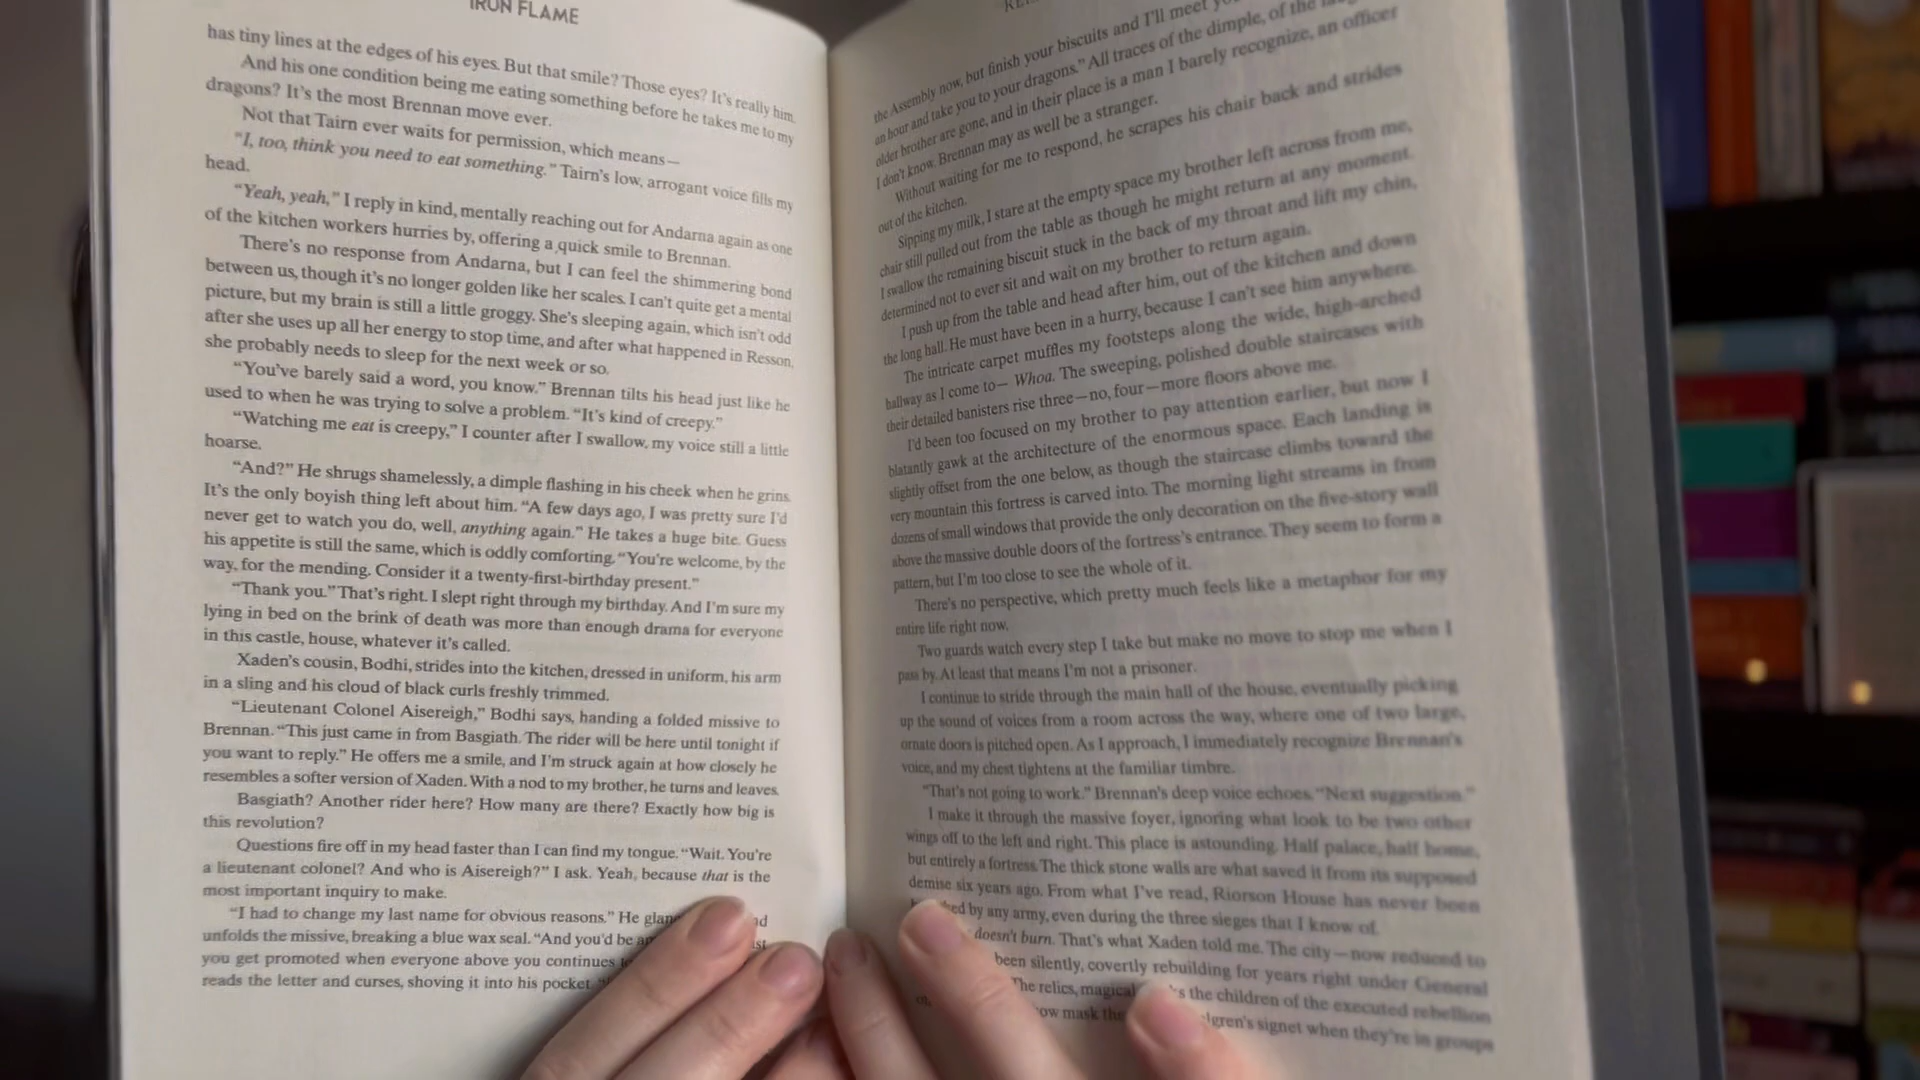 IRON FLAME
has tiny lines at the edges of his eyes. But that smile? Those eyes? It's really him.
And his one condition being me eating something before he takes me to my
dragons? It's the most Brennan move ever.
Not that Tairn ever waits for permission, which means—
“I, too, think you need to eat something.” Tairn's low, arrogant voice fills my
head.
“Yeah, yeah,” I reply in kind, mentally reaching out for Andarna again as one
of the kitchen workers hurries by, offering a quick smile to Brennan.
There's no response from Andarna, but I can feel the shimmering bond
between us, though it's no longer golden like her scales. I can't quite get a mental
picture, but my brain is still a little groggy. She's sleeping again, which isn't odd
after she uses up all her energy to stop time, and after what happened in Resson,
she probably needs to sleep for the next week or so.
“You've barely said a word, you know.” Brennan tilts his head just like he
used to when he was trying to solve a problem. “It's kind of creepy.”
“Watching me eat is creepy,” I counter after I swallow, my voice still a little
hoarse.
“And?” He shrugs shamelessly, a dimple flashing in his cheek when he grins.
It's the only boyish thing left about him. “A few days ago, I was pretty sure I'd
never get to watch you do, well, anything again.” He takes a huge bite. Guess
his appetite is still the same, which is oddly comforting. “You're welcome, by the
way, for the mending. Consider it a twenty-first-birthday present.”
“Thank you.” That's right. I slept right through my birthday. And I'm sure my
lying in bed on the brink of death was more than enough drama for everyone
in this castle, house, whatever it's called.
Xaden's cousin, Bodhi, strides into the kitchen, dressed in uniform, his arm
in a sling and his cloud of black curls freshly trimmed.
“Lieutenant Colonel Aisereigh,” Bodhi says, handing a folded missive to
Brennan. “This just came in from Basgiath. The rider will be here until tonight if
you want to reply.” He offers me a smile, and I'm struck again at how closely he
resembles a softer version of Xaden. With a nod to my brother, he turns and leaves.
Basgiath? Another rider here? How many are there? Exactly how big is
this revolution?
Questions fire off in my head faster than I can find my tongue. “Wait. You're
a lieutenant colonel? And who is Aisereigh?” I ask. Yeah, because that is the
most important inquiry to make.
“I had to change my last name for obvious reasons.” He
unfolds the missive, breaking a blue wax seal. “And you'd be
you get promoted when everyone above you continues
reads the letter and curses, shoving it into his pocket.
the Assembly now, but finish your biscuits and I'll meet
an hour and take you to your dragons.” All traces of the dimple, of the
older brother are gone, and in their place is a man I barely recognize, an officer
I don't know. Brennan may as well be a stranger.
Without waiting for me to respond, he scrapes his chair back and strides
out of the kitchen.
Sipping my milk, I stare at the empty space my brother left across from me,
chair still pulled out from the table as though he might return at any moment.
I swallow the remaining biscuit stuck in the back of my throat and lift my chin,
determined not to ever sit and wait on my brother to return again.
I push up from the table and head after him, out of the kitchen and down
the long hall. He must have been in a hurry, because I can't see him anywhere.
The intricate carpet muffles my footsteps along the wide, high-arched
hallway as I come to— Whoa. The sweeping, polished double staircases with
their detailed banisters rise three—no, four—more floors above me.
I'd been too focused on my brother to pay attention earlier, but now I
blatantly gawk at the architecture of the enormous space. Each landing is
slightly offset from the one below, as though the staircase climbs toward the
very mountain this fortress is carved into. The morning light streams in from
dozens of small windows that provide the only decoration on the five-story wall
above the massive double doors of the fortress's entrance. They seem to form a
pattern, but I'm too close to see the whole of it.
There's no perspective, which pretty much feels like a metaphor for my
entire life right now.
Two guards watch every step I take but make no move to stop me when I
pass by. At least that means I'm not a prisoner.
I continue to stride through the main hall of the house, eventually picking
up the sound of voices from a room across the way, where one of two large,
ornate doors is pitched open. As I approach, I immediately recognize Brennan's
voice, and my chest tightens at the familiar timbre.
“That's not going to work.” Brennan's deep voice echoes. “Next suggestion.”
I make it through the massive foyer, ignoring what look to be two other
wings off to the left and right. This place is astounding. Half palace, half home,
but entirely a fortress. The thick stone walls are what saved it from its supposed
demise six years ago. From what I've read, Riorson House has never been
by any army, even during the three sieges that I know of.
doesn't burn. That's what Xaden told me. The city—now reduced to
been silently, covertly rebuilding for years right under General
The relics, magical the children of the executed rebellion
mask the signet when they're in groups